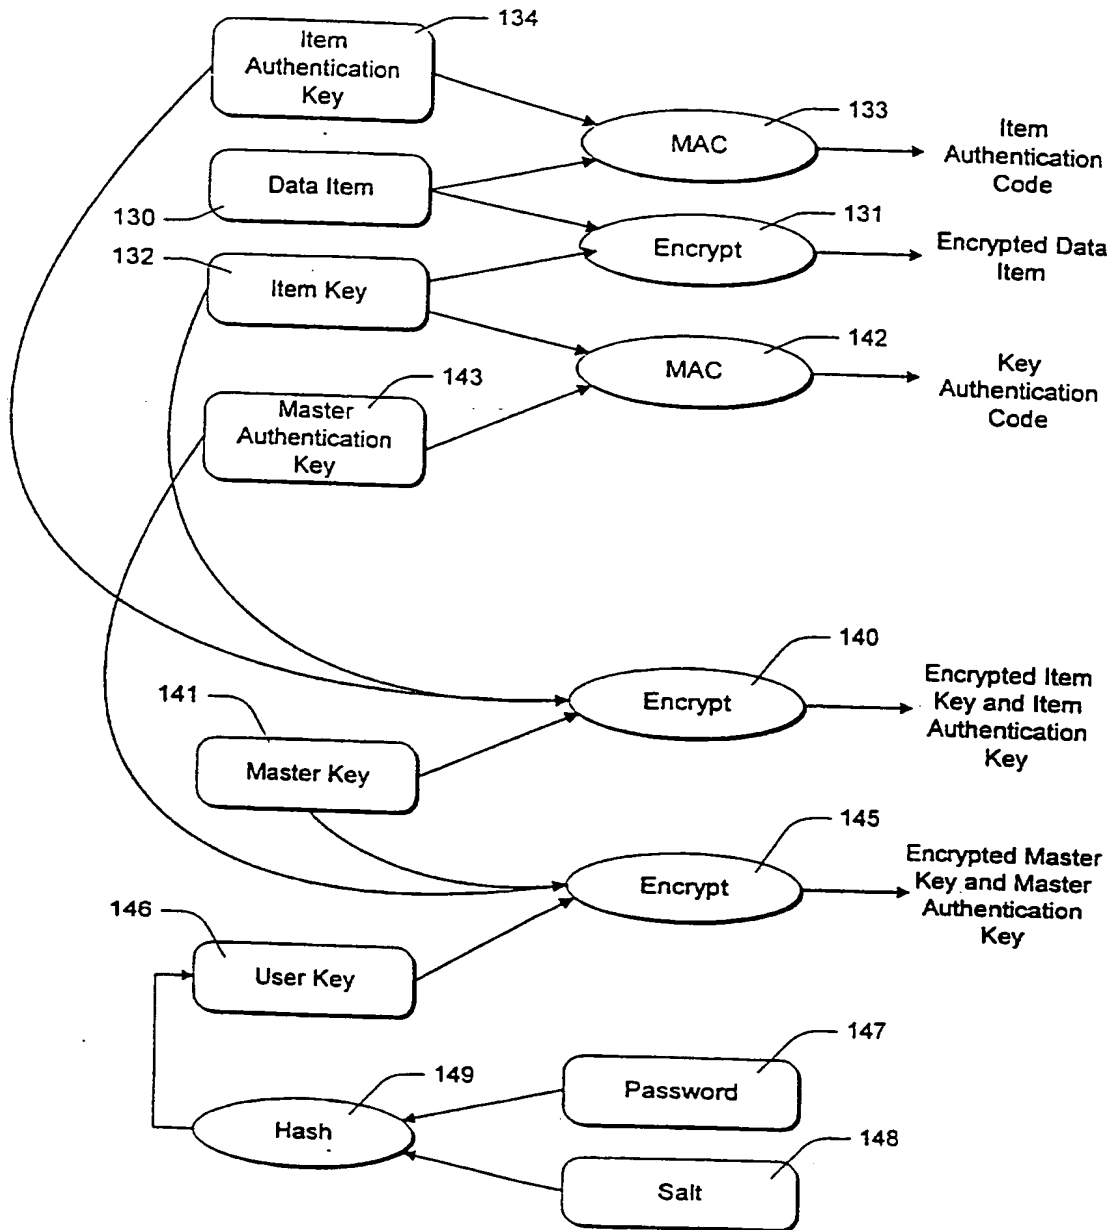 134
Item
Authentication
Key
133
MAC
Item
Authentication
Code
Data Item
130
131
Encrypt
Encrypted Data
Item
132
Item Key
142
MAC
Key
Authentication
Code
143
Master
Authentication
Key
140
Encrypt
Encrypted Item
Key and Item
Authentication
Key
141
Master Key
145
Encrypt
Encrypted Master
Key and Master
Authentication
Key
146
User Key
147
Password
149
Hash
148
Salt